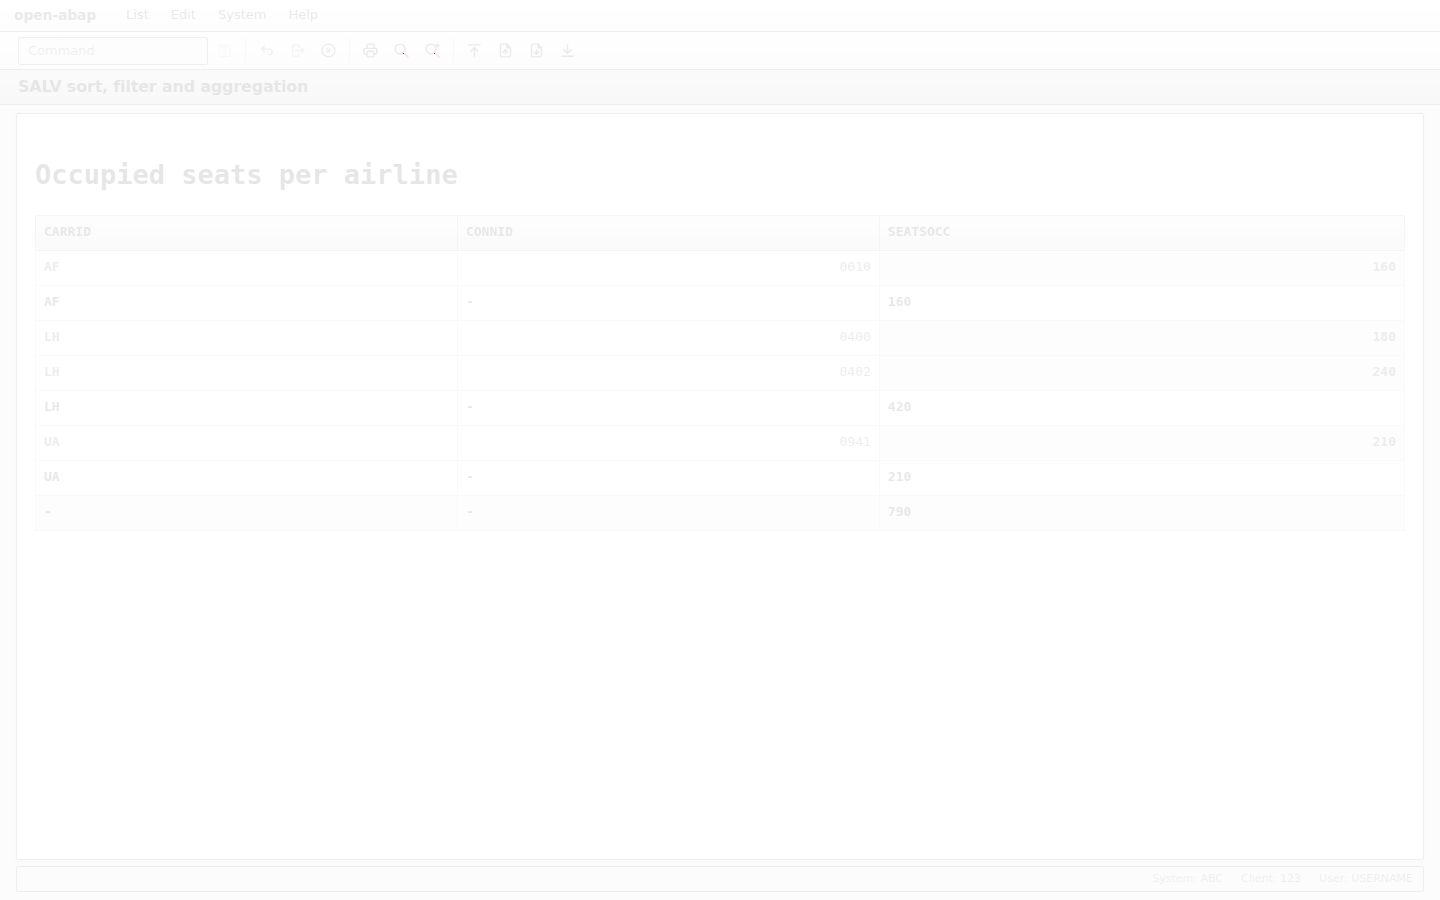 open-abap List Edit System Help
Command
SALV sort, filter and aggregation
Occupied seats per airline
CARRID CONNID SEATSOCC
AF 0010 160
AF - 160
LH 0400 180
LH 0402 240
LH - 420
UA 0941 210
UA - 210
- - 790
System: ABC Client: 123 User: USERNAME